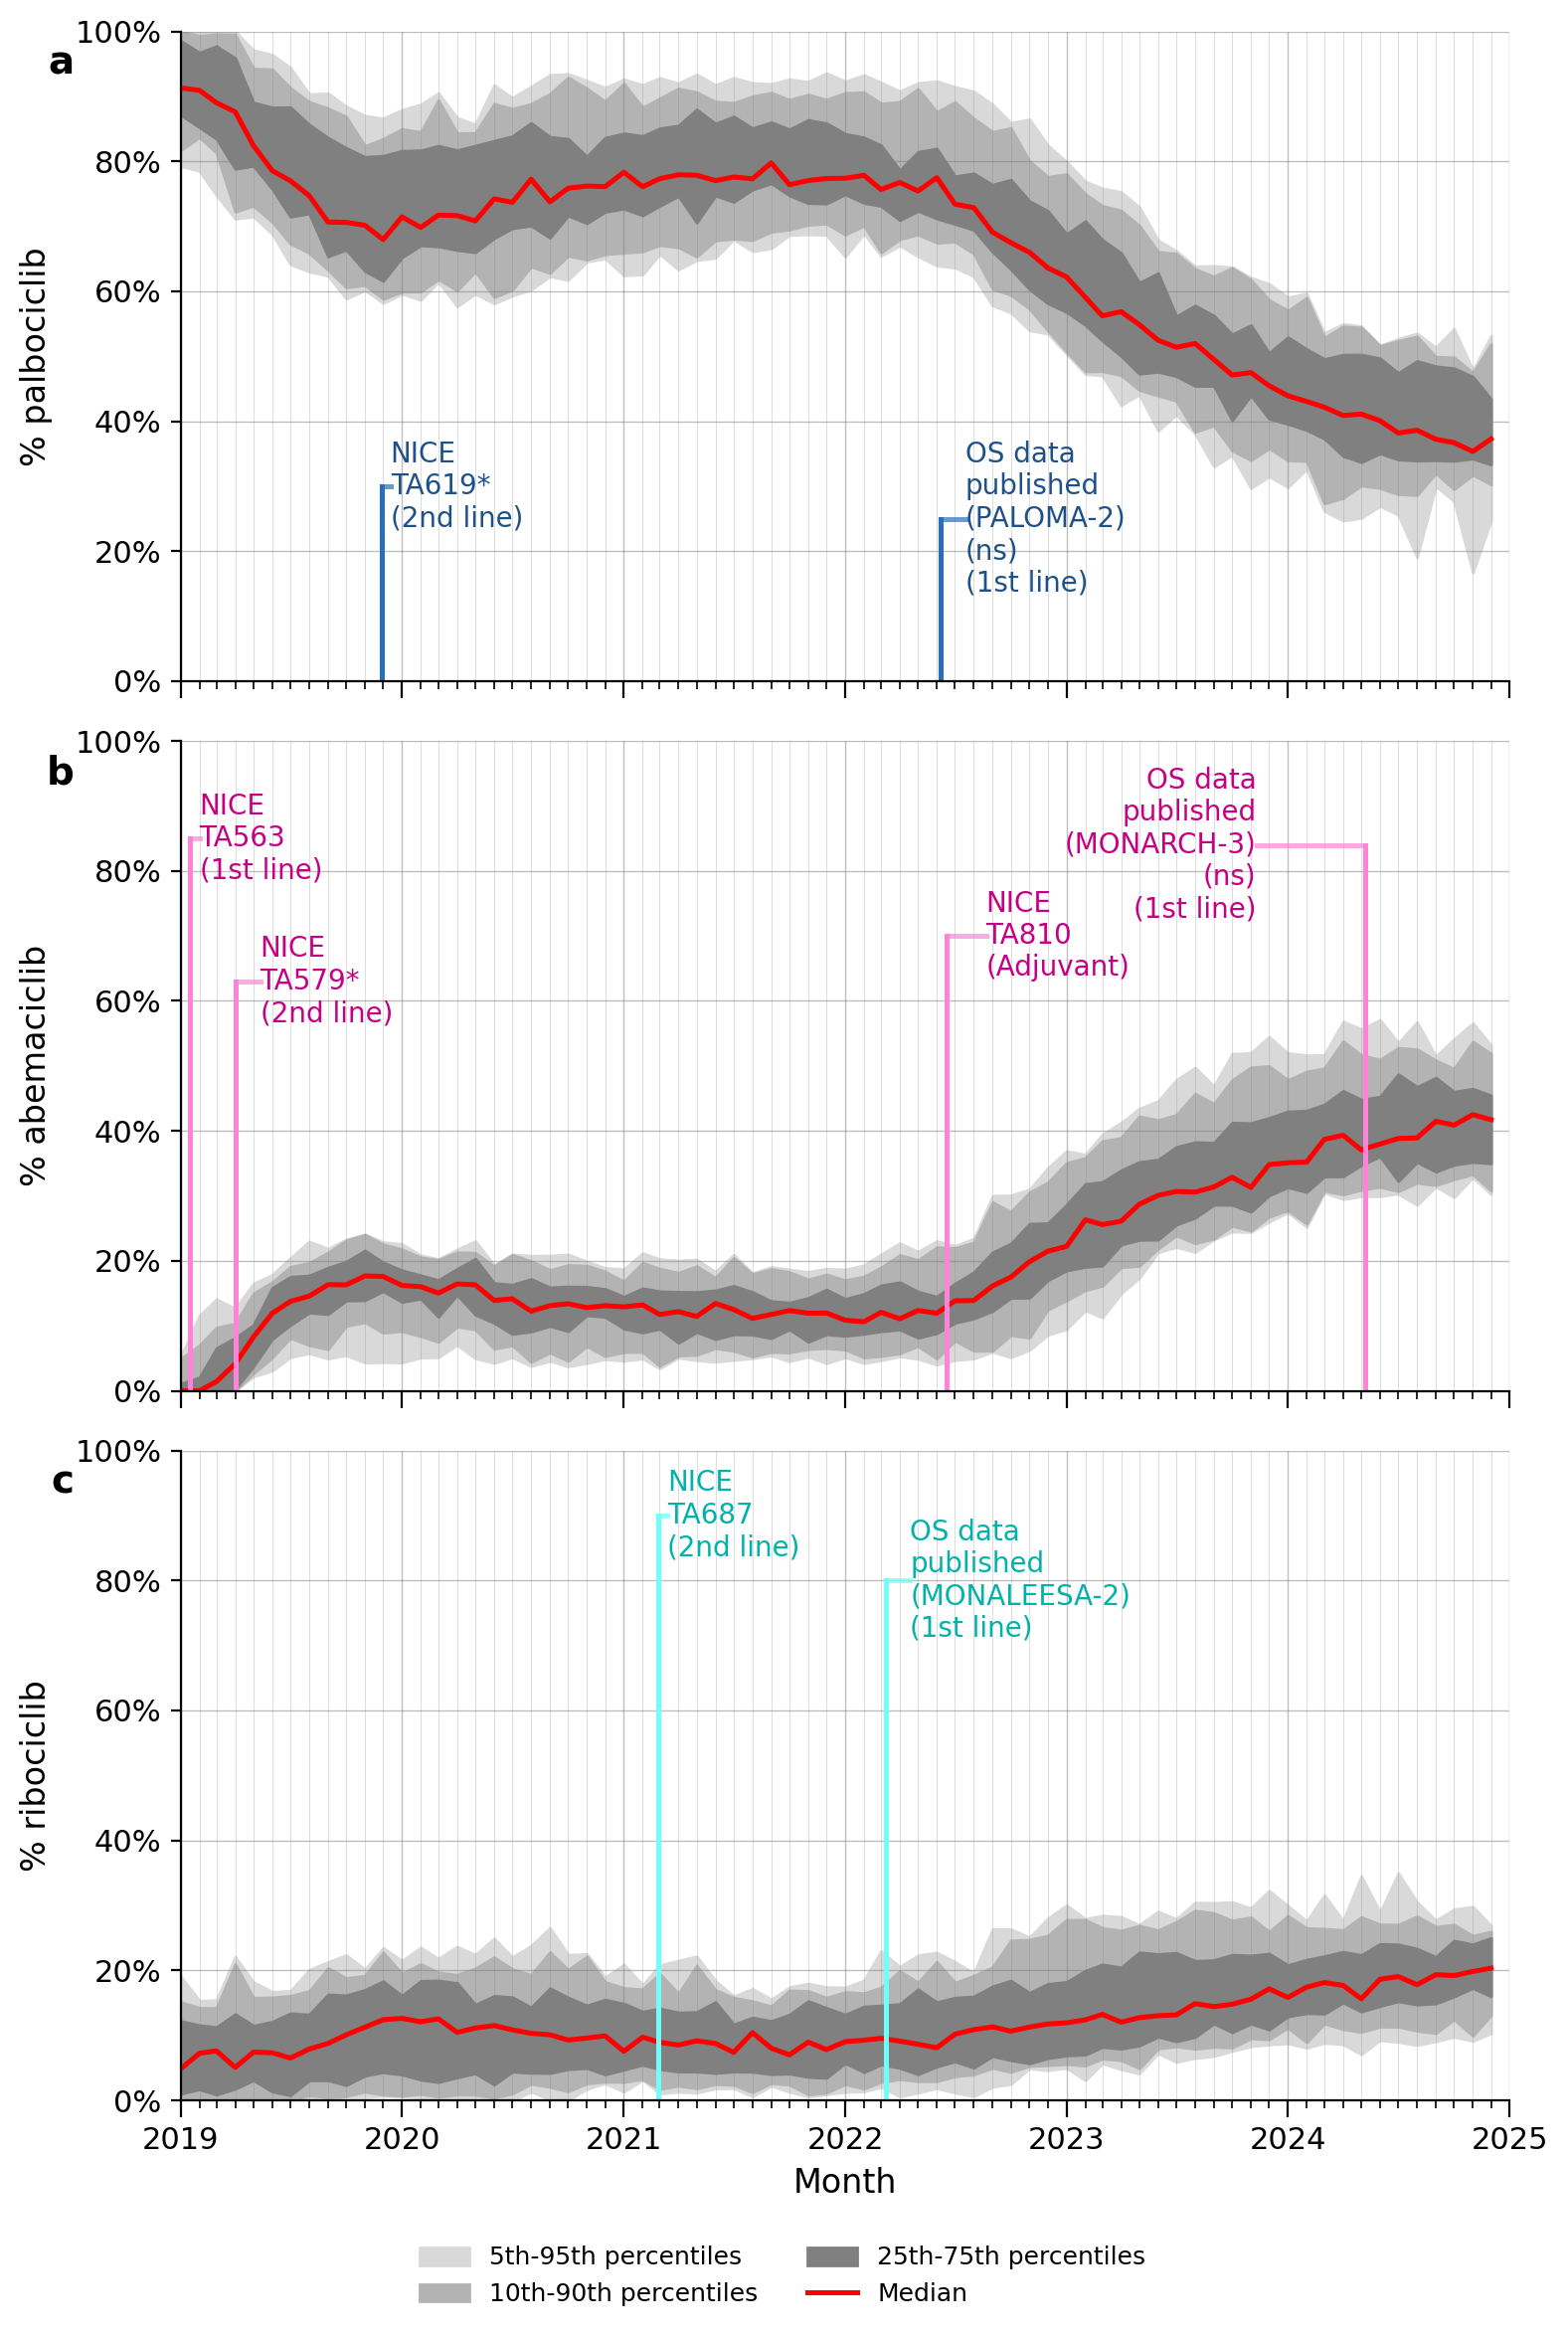 a
100%
80%
60%
40%
20%
0%
% palbociclib
NICE
TA619*
(2nd line)
OS data
published
(PALOMA-2)
(ns)
(1st line)
b
100%
80%
60%
40%
20%
0%
% abemaciclib
NICE
TA563
(1st line)
NICE
TA579*
(2nd line)
NICE
TA810
(Adjuvant)
OS data
published
(MONARCH-3)
(ns)
(1st line)
c
100%
80%
60%
40%
20%
0%
% ribociclib
NICE
TA687
(2nd line)
OS data
published
(MONALEESA-2)
(1st line)
2019 2020 2021 2022 2023 2024 2025
Month
5th-95th percentiles
10th-90th percentiles
25th-75th percentiles
Median